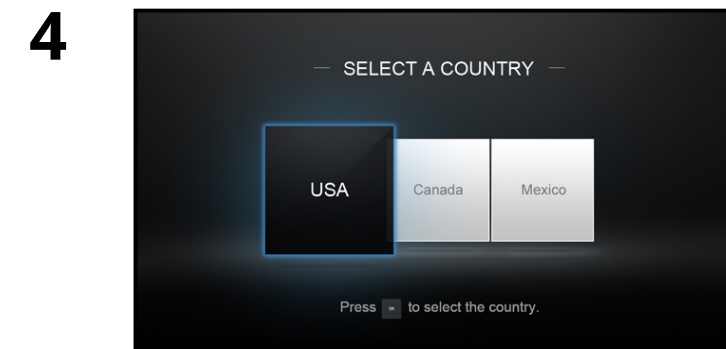 4
SELECT A COUNTRY
USA
Canada
Mexico
Press to select the country.